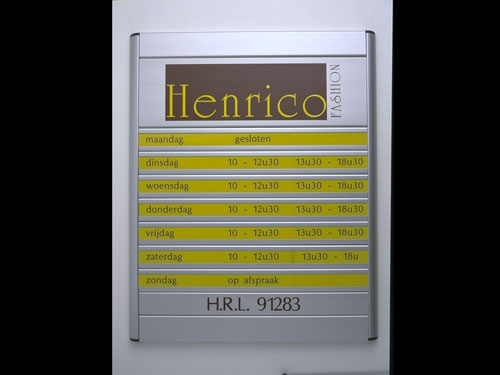 Henrico FASHION
maandag gesloten
dinsdag 10 - 12u30 13u30 - 18u30
woensdag 10 - 12u30 13u30 - 18u30
donderdag 10 - 12u30 13u30 - 18u30
vrijdag 10 - 12u30 13u30 - 18u30
zaterdag 10 - 12u30 13u30 - 18u
zondag op afspraak
H.R.L. 91283